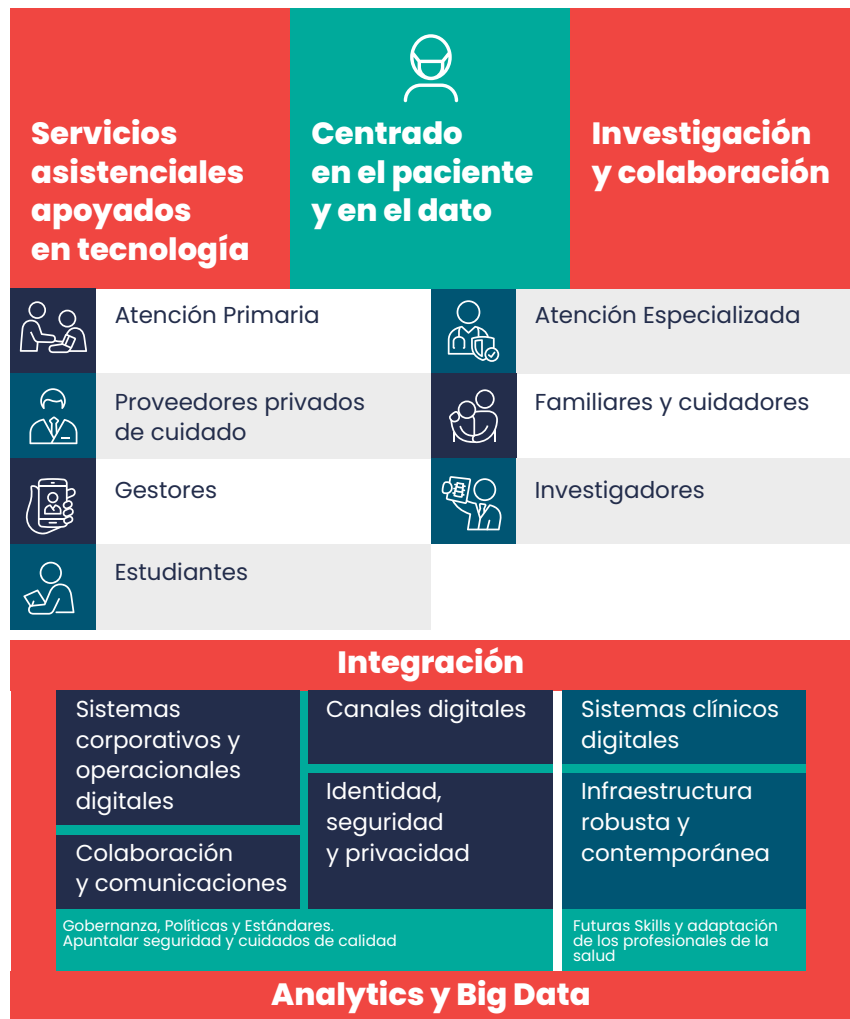 Servicios
asistenciales
apoyados
en tecnología
Centrado
en el paciente
y en el dato
Investigación
y colaboración
Atención Primaria
Atención Especializada
Proveedores privados
de cuidado
Familiares y cuidadores
Gestores
Investigadores
Estudiantes
Integración
Sistemas
corporativos y
operacionales
digitales
Colaboración
y comunicaciones
Canales digitales
Identidad,
seguridad
y privacidad
Sistemas clínicos
digitales
Infraestructura
robusta y
contemporánea
Gobernanza, Políticas y Estándares.
Apuntalar seguridad y cuidados de calidad
Futuras Skills y adaptación
de los profesionales de la
salud
Analytics y Big Data